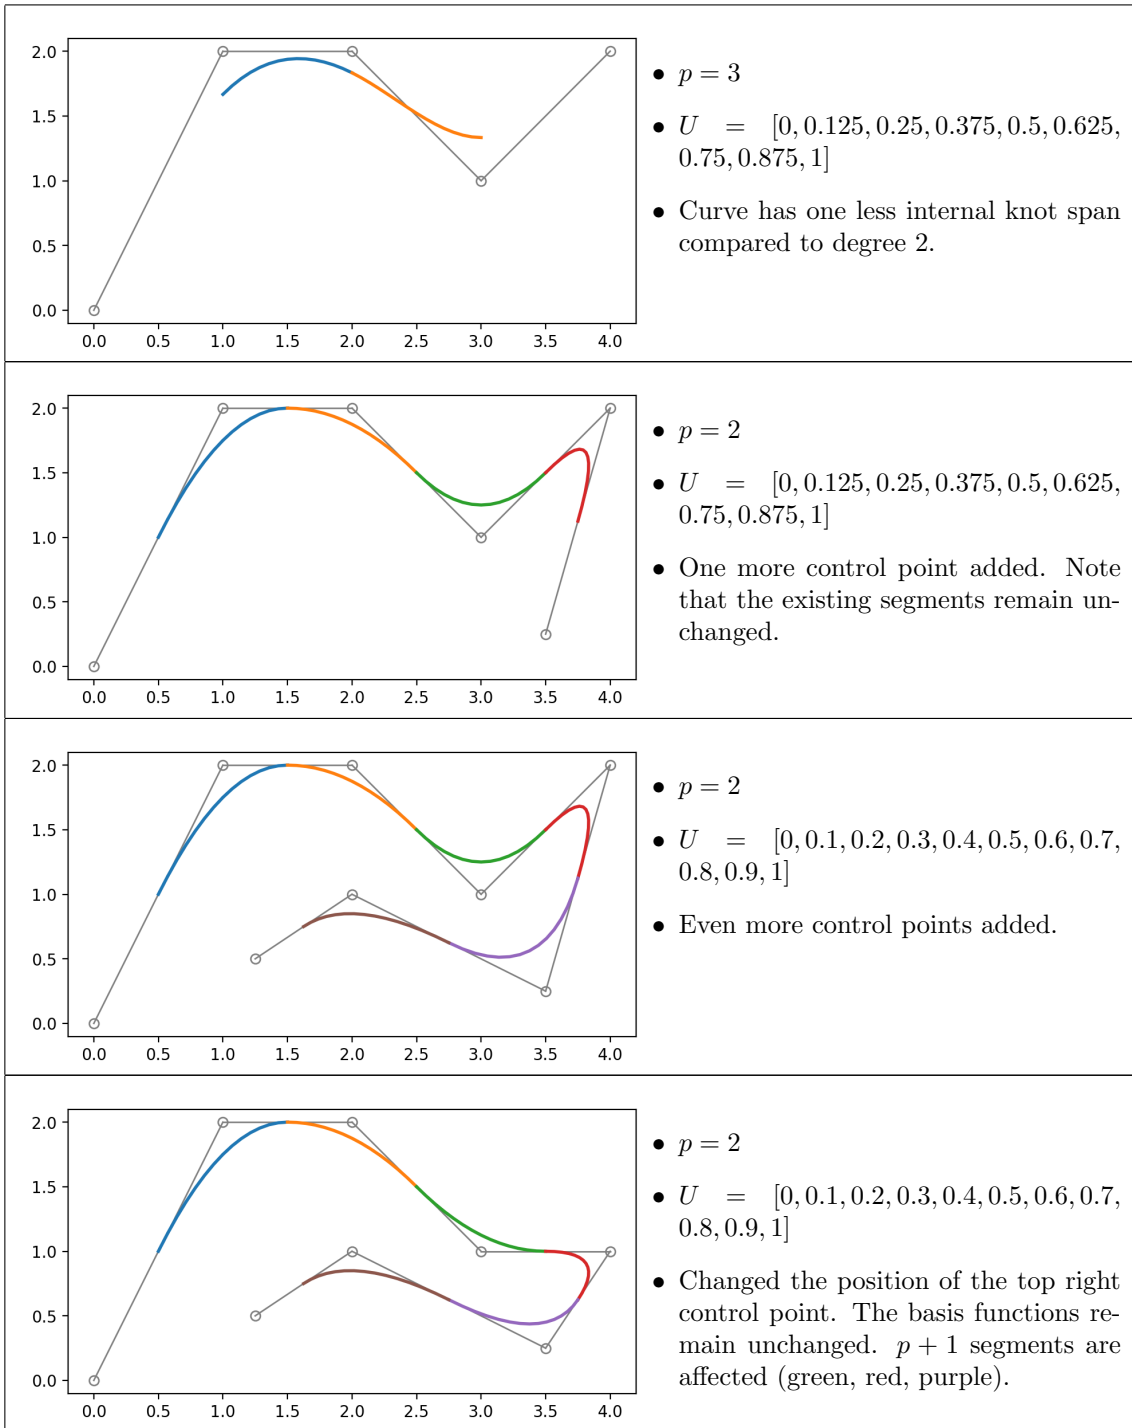 2.0
1.5
1.0
0.5
0.0
0.0 0.5 1.0 1.5 2.0 2.5 3.0 3.5 4.0
• p = 3
• U = [0, 0.125, 0.25, 0.375, 0.5, 0.625,
0.75, 0.875, 1]
• Curve has one less internal knot span
compared to degree 2.
2.0
1.5
1.0
0.5
0.0
0.0 0.5 1.0 1.5 2.0 2.5 3.0 3.5 4.0
• p = 2
• U = [0, 0.125, 0.25, 0.375, 0.5, 0.625,
0.75, 0.875, 1]
• One more control point added. Note
that the existing segments remain un-
changed.
2.0
1.5
1.0
0.5
0.0
0.0 0.5 1.0 1.5 2.0 2.5 3.0 3.5 4.0
• p = 2
• U = [0, 0.1, 0.2, 0.3, 0.4, 0.5, 0.6, 0.7,
0.8, 0.9, 1]
• Even more control points added.
2.0
1.5
1.0
0.5
0.0
0.0 0.5 1.0 1.5 2.0 2.5 3.0 3.5 4.0
• p = 2
• U = [0, 0.1, 0.2, 0.3, 0.4, 0.5, 0.6, 0.7,
0.8, 0.9, 1]
• Changed the position of the top right
control point. The basis functions re-
main unchanged. p + 1 segments are
affected (green, red, purple).